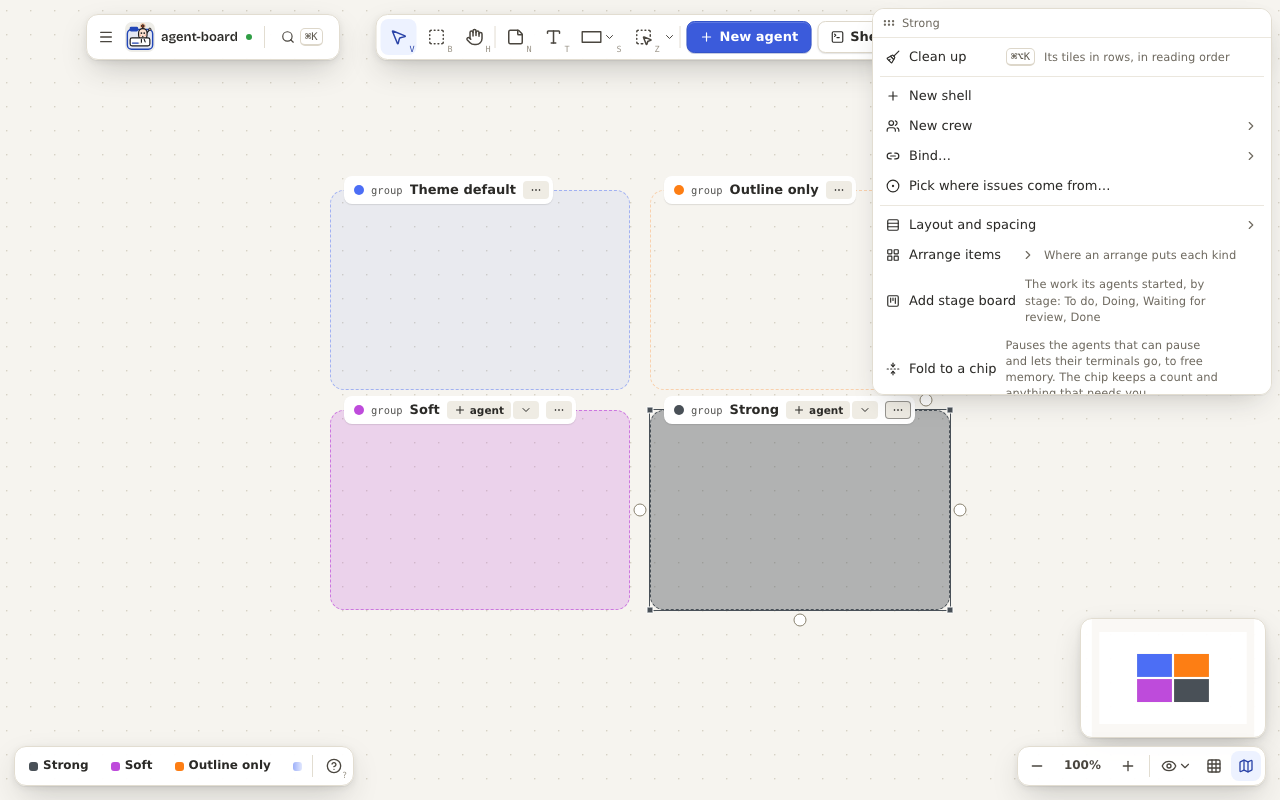 agent-board
⌘K
V
B
H
N
T
S
Z
New agent
She
Strong
Clean up
⌘⌥K
Its tiles in rows, in reading order
New shell
New crew
Bind…
Pick where issues come from…
Layout and spacing
Arrange items
Where an arrange puts each kind
Add stage board
The work its agents started, by
stage: To do, Doing, Waiting for
review, Done
Fold to a chip
Pauses the agents that can pause
and lets their terminals go, to free
memory. The chip keeps a count and
anything that needs you
group Theme default
group Outline only
group Soft
+ agent
group Strong
+ agent
Strong
Soft
Outline only
?
100%